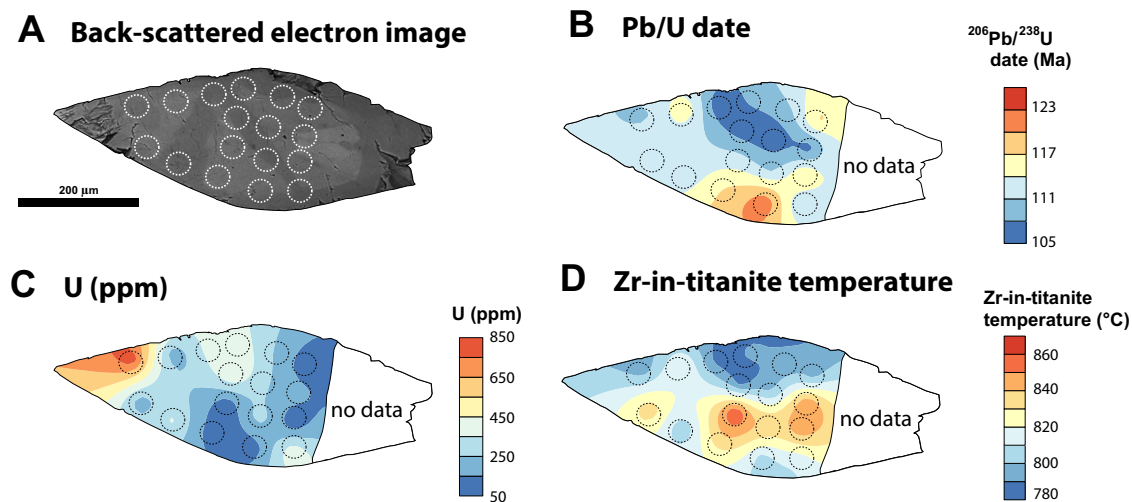 A Back-scattered electron image
200 µm
B Pb/U date
206Pb/238U
date (Ma)
123
117
111
105
no data
C U (ppm)
U (ppm)
850
650
450
250
50
no data
D Zr-in-titanite temperature
Zr-in-titanite
temperature (°C)
860
840
820
800
780
no data